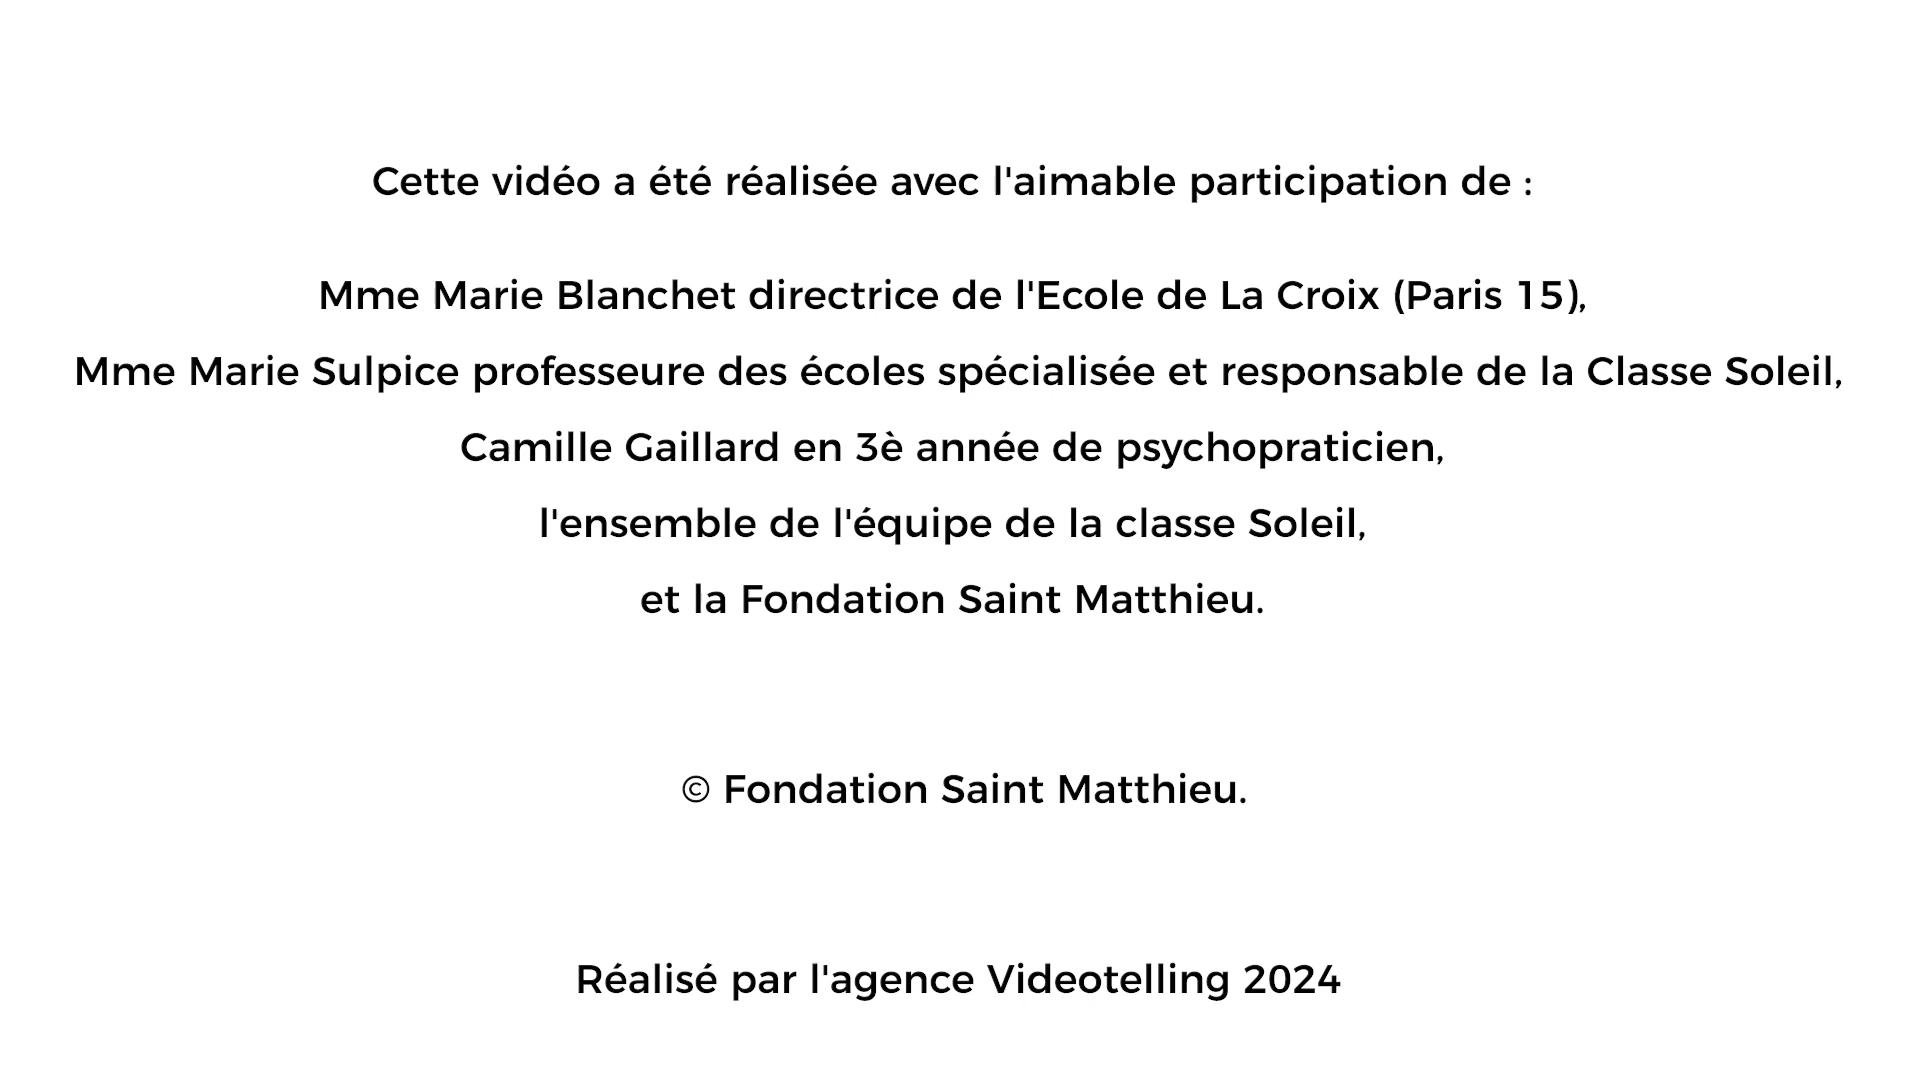 Cette vidéo a été réalisée avec l'aimable participation de :
Mme Marie Blanchet directrice de l'Ecole de La Croix (Paris 15),
Mme Marie Sulpice professeure des écoles spécialisée et responsable de la Classe Soleil,
Camille Gaillard en 3è année de psychopraticien,
l'ensemble de l'équipe de la classe Soleil,
et la Fondation Saint Matthieu.
© Fondation Saint Matthieu.
Réalisé par l'agence Videotelling 2024